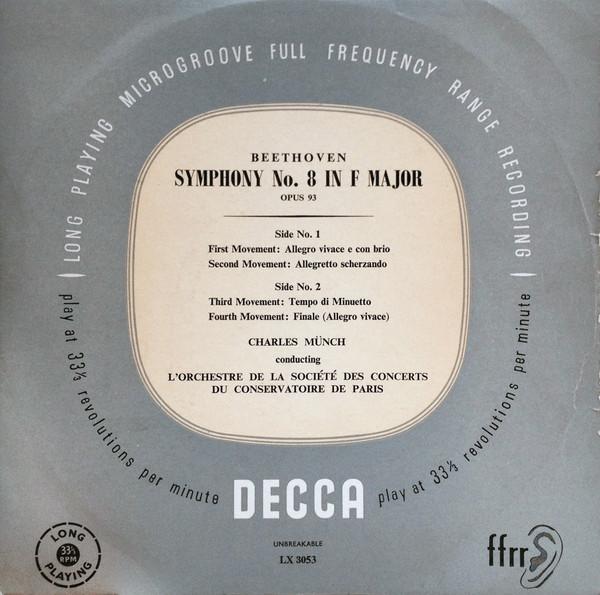 LONG PLAYING MICROGROOVE FULL FREQUENCY RANGE RECORDING
BEETHOVEN
SYMPHONY No. 8 IN F MAJOR
OPUS 93
Side No. 1
First Movement: Allegro vivace e con brio
Second Movement: Allegretto scherzando
Side No. 2
Third Movement: Tempo di Minuetto
Fourth Movement: Finale (Allegro vivace)
CHARLES MÜNCH
conducting
L'ORCHESTRE DE LA SOCIÉTÉ DES CONCERTS
DU CONSERVATOIRE DE PARIS
play at 33⅓ revolutions per minute
DECCA
play at 33⅓ revolutions per minute
LONG
33⅓
RPM
PLAYING
UNBREAKABLE
LX 3053
ffrr